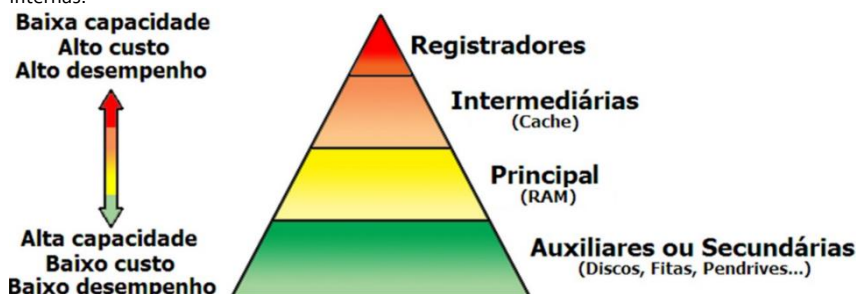 internas.
Baixa capacidade
Alto custo
Alto desempenho
Registradores
Intermediárias
(Cache)
Principal
(RAM)
Alta capacidade
Baixo custo
Baixo desempenho
Auxiliares ou Secundárias
(Discos, Fitas, Pendrives...)